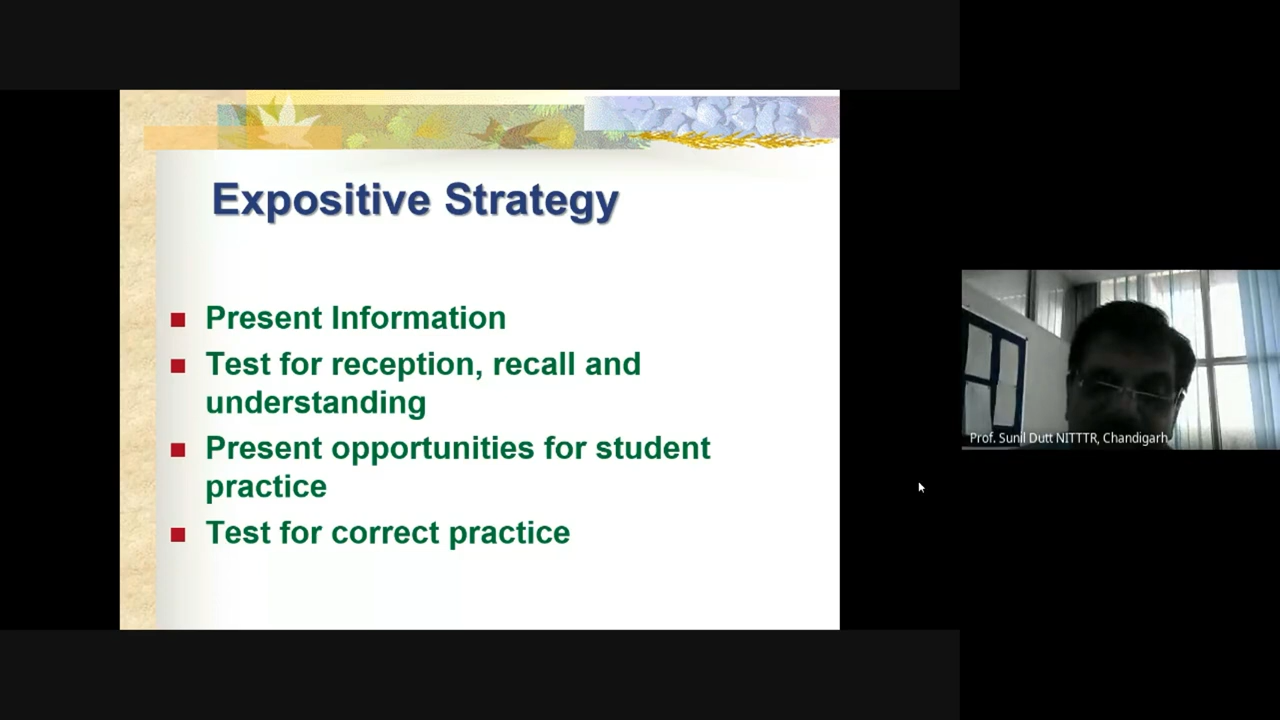 Expositive Strategy
Present Information
Test for reception, recall and
understanding
Present opportunities for student
practice
Test for correct practice
Prof. Sunil Dutt NITTTR, Chandigarh